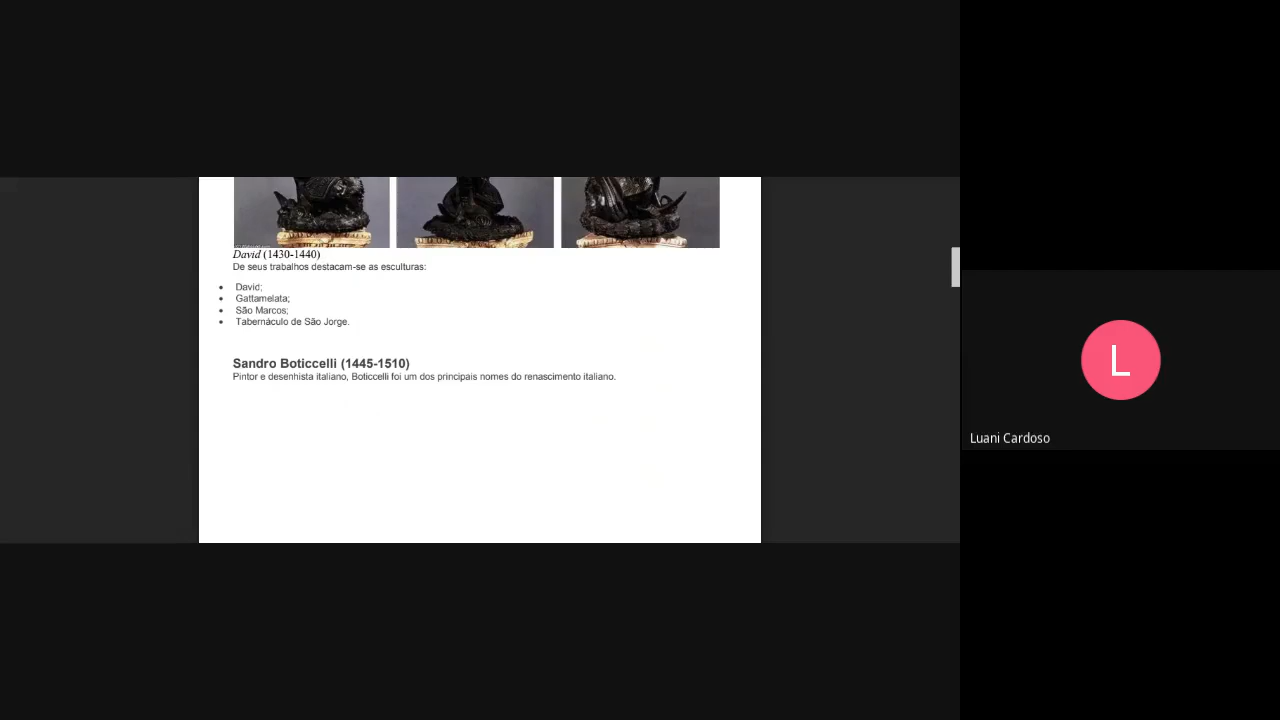 David (1430-1440)
De seus trabalhos destacam-se as esculturas:
• David;
• Gattamelata;
• São Marcos;
• Tabernáculo de São Jorge.
Sandro Boticcelli (1445-1510)
Pintor e desenhista italiano, Boticcelli foi um dos principais nomes do renascimento italiano.
L
Luani Cardoso